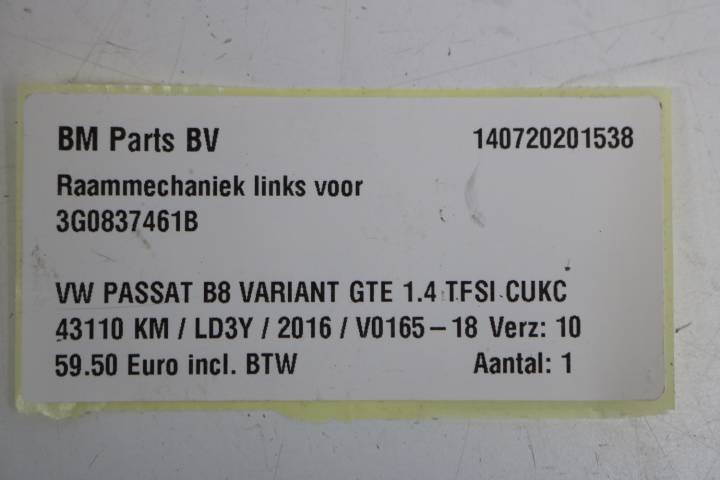 BM Parts BV 140720201538
Raammechaniek links voor
3G0837461B
VW PASSAT B8 VARIANT GTE 1.4 TFSI CUKC
43110 KM / LD3Y / 2016 / V0165-18 Verz: 10
59.50 Euro incl. BTW Aantal: 1